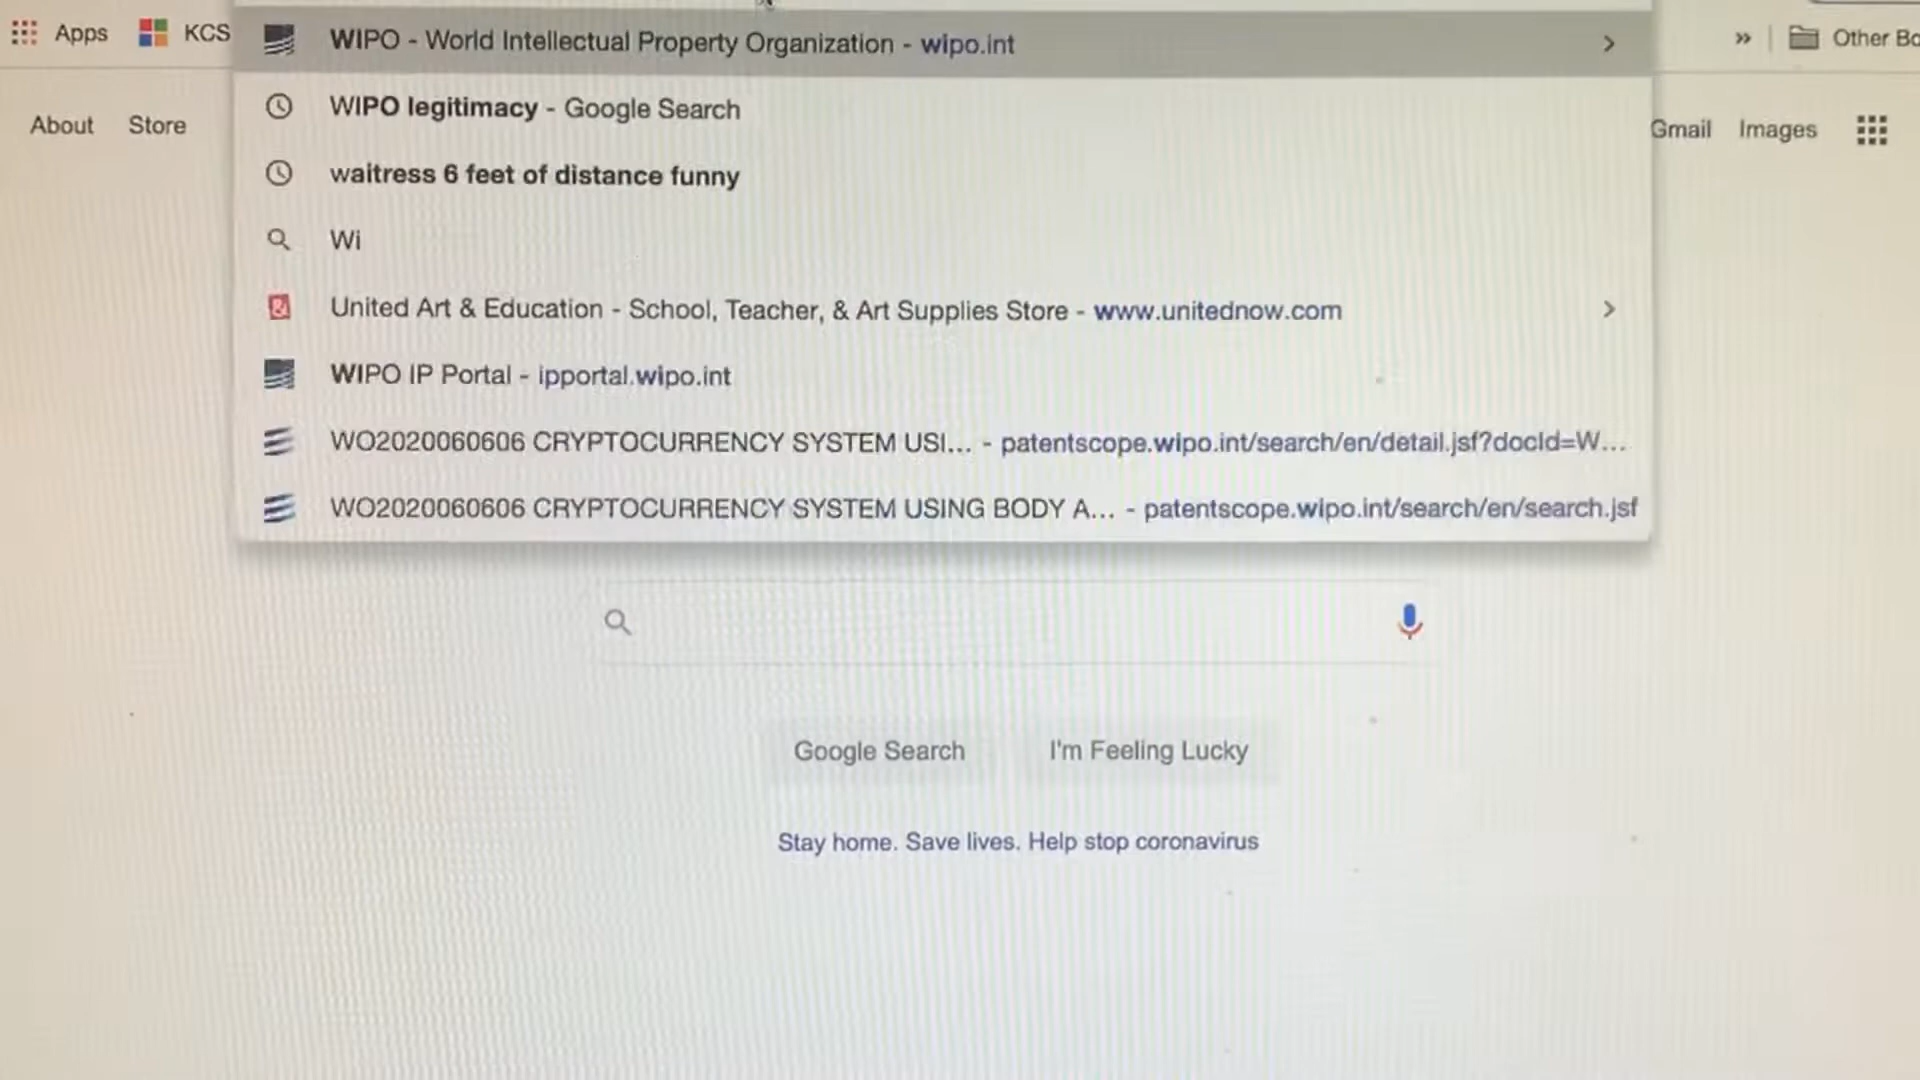 Apps KCS
WIPO - World Intellectual Property Organization - wipo.int
» Other Bo
WIPO legitimacy - Google Search
About Store
Gmail Images
waitress 6 feet of distance funny
Wi
United Art & Education - School, Teacher, & Art Supplies Store - www.unitednow.com
WIPO IP Portal - ipportal.wipo.int
WO2020060606 CRYPTOCURRENCY SYSTEM USI... - patentscope.wipo.int/search/en/detail.jsf?docId=W...
WO2020060606 CRYPTOCURRENCY SYSTEM USING BODY A... - patentscope.wipo.int/search/en/search.jsf
Google Search I'm Feeling Lucky
Stay home. Save lives. Help stop coronavirus